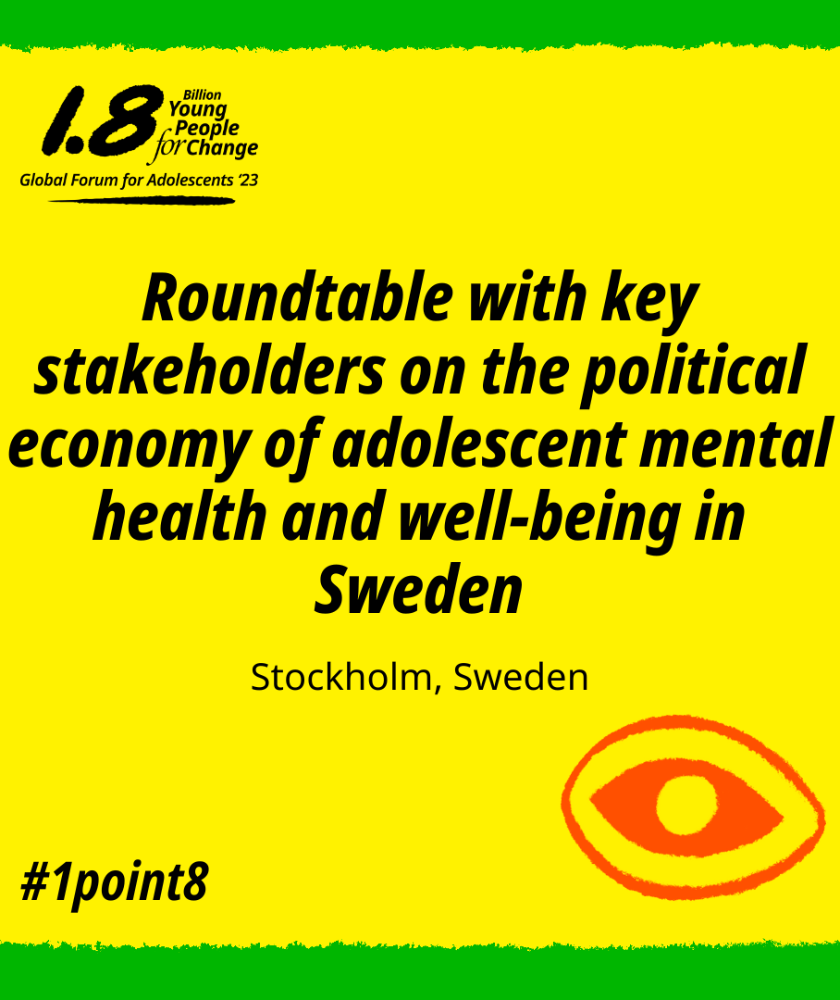 1.8 Billion
Young
People
for Change
Global Forum for Adolescents ‘23
Roundtable with key
stakeholders on the political
economy of adolescent mental
health and well-being in
Sweden
Stockholm, Sweden
#1point8